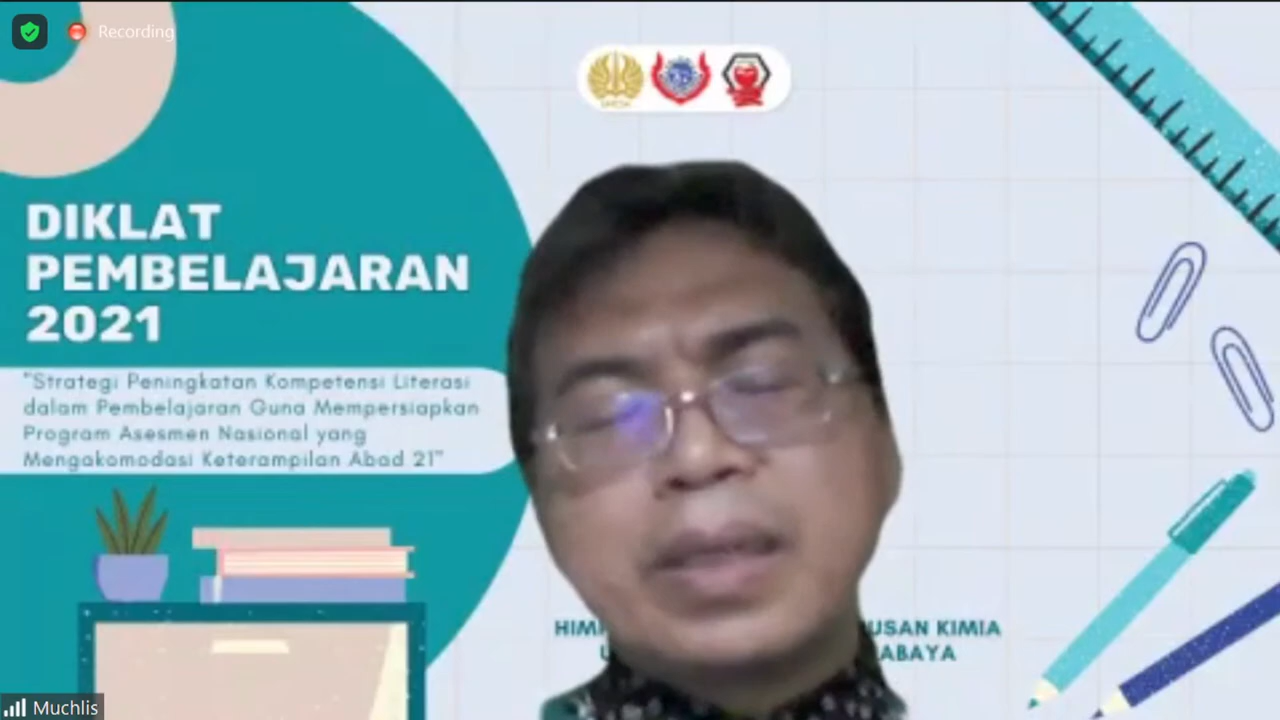 Recording
DIKLAT
PEMBELAJARAN
2021
"Strategi Peningkatan Kompetensi Literasi
dalam Pembelajaran Guna Mempersiapkan
Program Asesmen Nasional yang
Mengakomodasi Keterampilan Abad 21"
USAN KIMIA
ABAYA
Muchlis